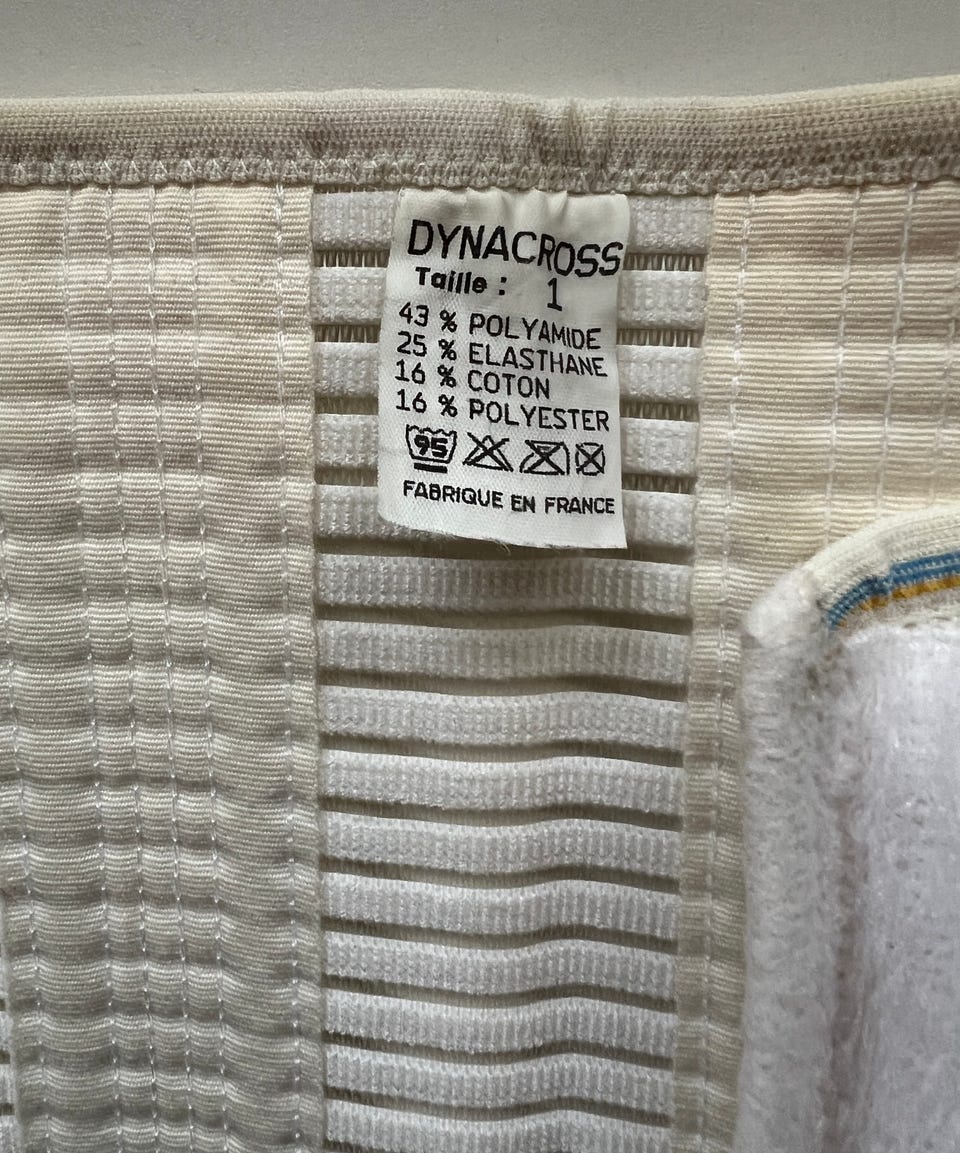 DYNACROSS
Taille : 1
43 % POLYAMIDE
25 % ELASTHANE
16 % COTON
16 % POLYESTER
95
FABRIQUE EN FRANCE